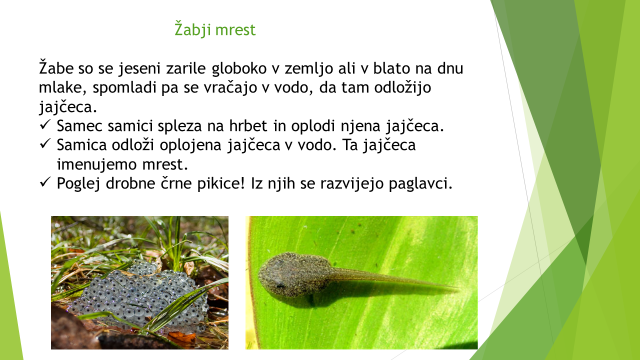 Žabji mrest
Žabe so se jeseni zarile globoko v zemljo ali v blato na dnu
mlake, spomladi pa se vračajo v vodo, da tam odložijo
jajčeca.
✓ Samec samici spleza na hrbet in oplodi njena jajčeca.
✓ Samica odloži oplojena jajčeca v vodo. Ta jajčeca
imenujemo mrest.
✓ Poglej drobne črne pikice! Iz njih se razvijejo paglavci.